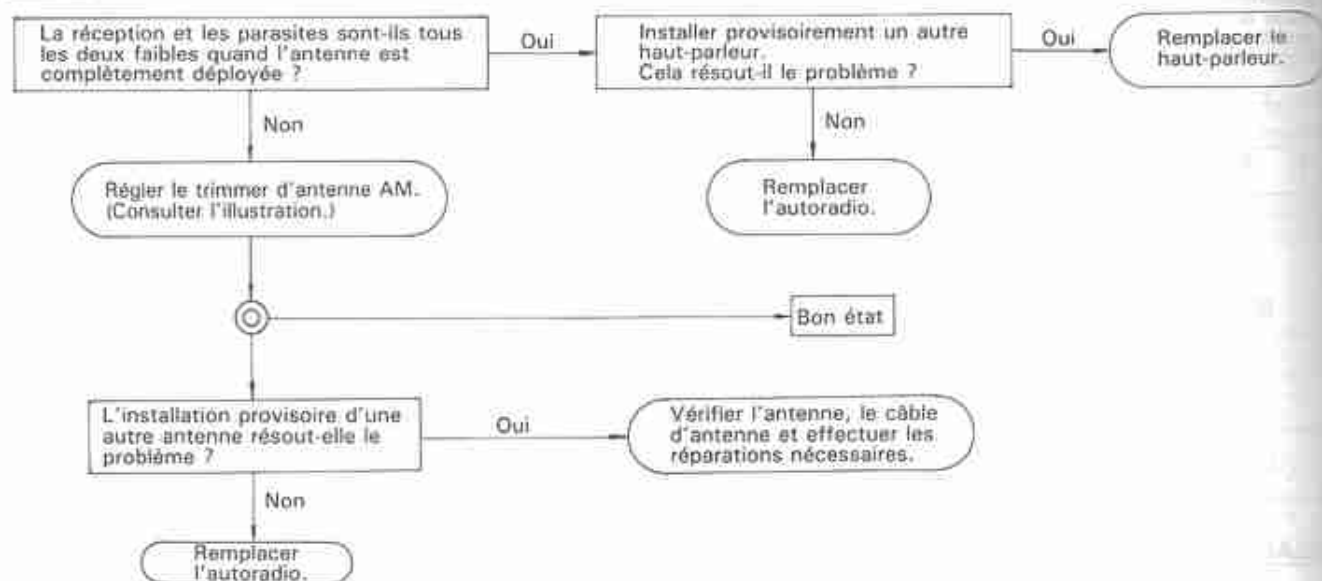 La réception et les parasites sont-ils tous
les deux faibles quand l'antenne est
complètement déployée ?
Oui
Installer provisoirement un autre
haut-parleur.
Cela résout-il le problème ?
Oui
Remplacer le
haut-parleur.
Non
Non
Régler le trimmer d'antenne AM.
(Consulter l'illustration.)
Remplacer
l'autoradio.
Bon état
L'installation provisoire d'une
autre antenne résout-elle le
problème ?
Oui
Vérifier l'antenne, le câble
d'antenne et effectuer les
réparations nécessaires.
Non
Remplacer
l'autoradio.